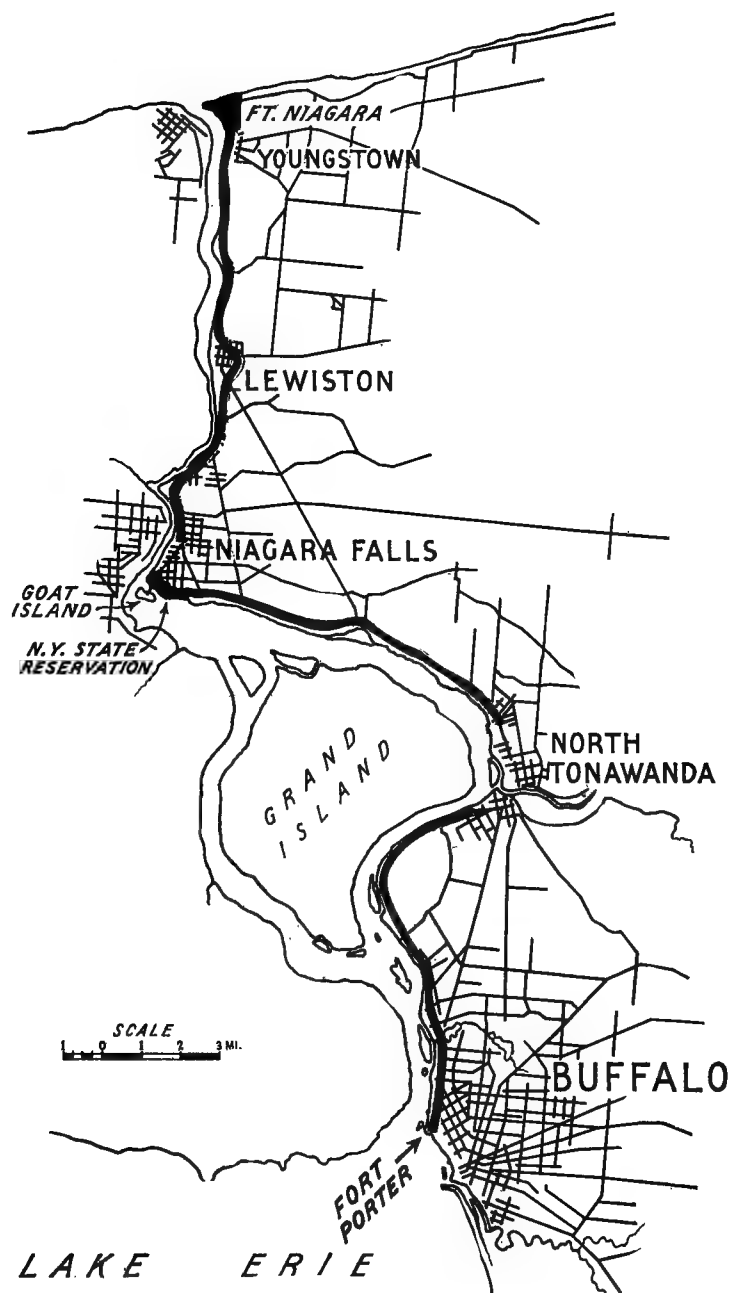 FT. NIAGARA
YOUNGSTOWN
LEWISTON
NIAGARA FALLS
GOAT
ISLAND
N.Y. STATE
RESERVATION
NORTH
TONAWANDA
GRAND
ISLAND
SCALE
1 0 1 2 3 MI.
BUFFALO
FORT
PORTER
LAKE ERIE